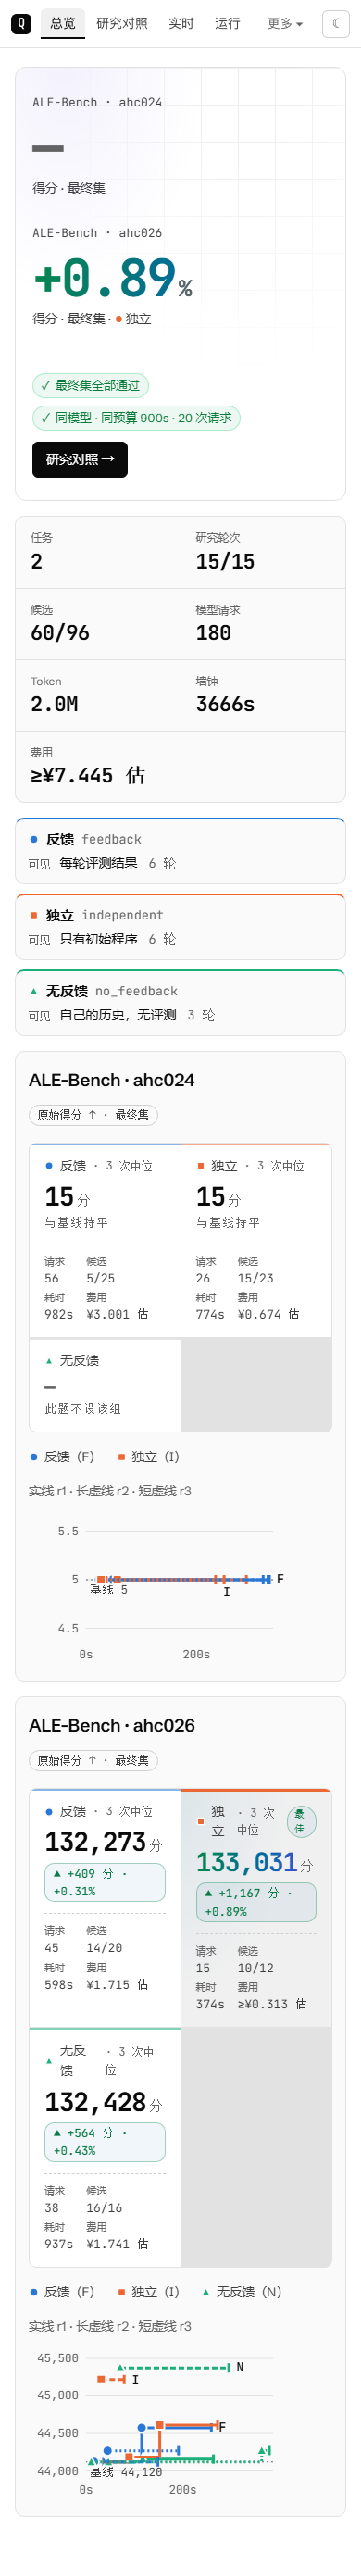 Q 总览 研究对照 实时 运行 更多
ALE-Bench · ahc024
—
得分 · 最终集
ALE-Bench · ahc026
+0.89%
得分 · 最终集 · 独立
✓ 最终集全部通过
✓ 同模型 · 同预算 900s · 20 次请求
研究对照 →
任务 研究轮次
2 15/15
候选 模型请求
60/96 180
Token 墙钟
2.0M 3666s
费用
≥¥7.445 估
反馈 feedback
可见 每轮评测结果 6 轮
独立 independent
可见 只有初始程序 6 轮
无反馈 no_feedback
可见 自己的历史, 无评测 3 轮
ALE-Bench · ahc024
原始得分 ↑ · 最终集
反馈 · 3 次中位
15 分
与基线持平
请求 候选
56 5/25
耗时 费用
982s ¥3.001 估
独立 · 3 次中位
15 分
与基线持平
请求 候选
26 15/23
耗时 费用
774s ¥0.674 估
无反馈
—
此题不设该组
反馈 (F) 独立 (I)
实线 r1 · 长虚线 r2 · 短虚线 r3
5.5
5 F
基线 5 I
4.5
0s 200s
ALE-Bench · ahc026
原始得分 ↑ · 最终集
反馈 · 3 次中位
132,273 分
▲ +409 分 ·
+0.31%
请求 候选
45 14/20
耗时 费用
598s ¥1.715 估
独立 · 3 次中位 最佳
133,031 分
▲ +1,167 分 ·
+0.89%
请求 候选
15 10/12
耗时 费用
374s ≥¥0.313 估
无反馈 · 3 次中位
132,428 分
▲ +564 分 ·
+0.43%
请求 候选
38 16/16
耗时 费用
937s ¥1.741 估
反馈 (F) 独立 (I) 无反馈 (N)
实线 r1 · 长虚线 r2 · 短虚线 r3
45,500
N
I
45,000
44,500 F
44,000 基线 44,120
0s 200s